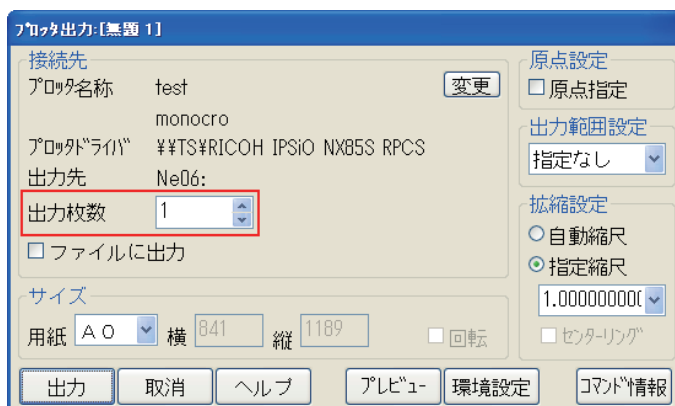 ﾌﾟﾛｯﾀ出力:[無題 1]
接続先
ﾌﾟﾛｯﾀ名称 test 変更
monocro
ﾌﾟﾛｯﾀﾄﾞﾗｲﾊﾞ ¥¥TS¥RICOH IPSiO NX85S RPCS
出力先 Ne06:
出力枚数 1
ファイルに出力
サイズ
用紙 A0 横 841 縦 1189 回転
原点設定
原点指定
出力範囲設定
指定なし
拡縮設定
自動縮尺
指定縮尺
1.00000000(
ｾﾝﾀｰﾘﾝｸﾞ
出力 取消 ヘルプ ﾌﾟﾚﾋﾞｭｰ 環境設定 ｺﾏﾝﾄﾞ情報